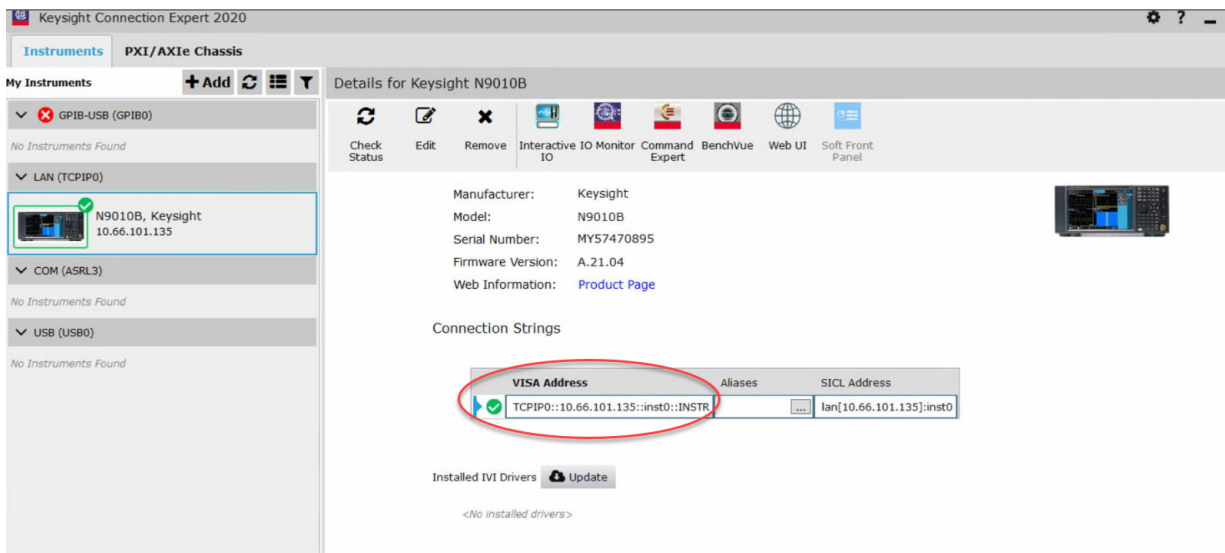 Keysight Connection Expert 2020
?
Instruments PXI/AXIe Chassis
My Instruments +Add
Details for Keysight N9010B
GPIB-USB (GPIB0)
No Instruments Found
LAN (TCPIP0)
N9010B, Keysight
10.66.101.135
COM (ASRL3)
No Instruments Found
USB (USB0)
No Instruments Found
Check Status
Edit
Remove
Interactive IO
IO Monitor
Command Expert
BenchVue
Web UI
Soft Front Panel
Manufacturer: Keysight
Model: N9010B
Serial Number: MY57470895
Firmware Version: A.21.04
Web Information: Product Page
Connection Strings
VISA Address Aliases SICL Address
TCPIP0::10.66.101.135::inst0::INSTR ... lan[10.66.101.135]:inst0
Installed IVI Drivers Update
<No installed drivers>